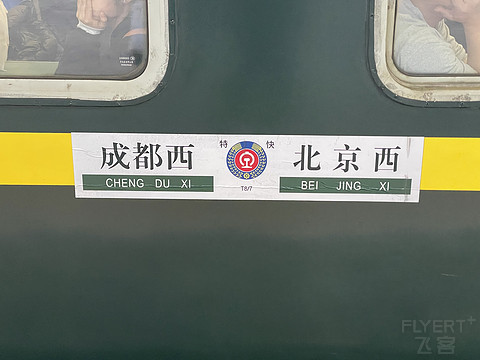 成都西
CHENG DU XI
特 快
T8/7
北京西
BEI JING XI
FLYERT+
飞客